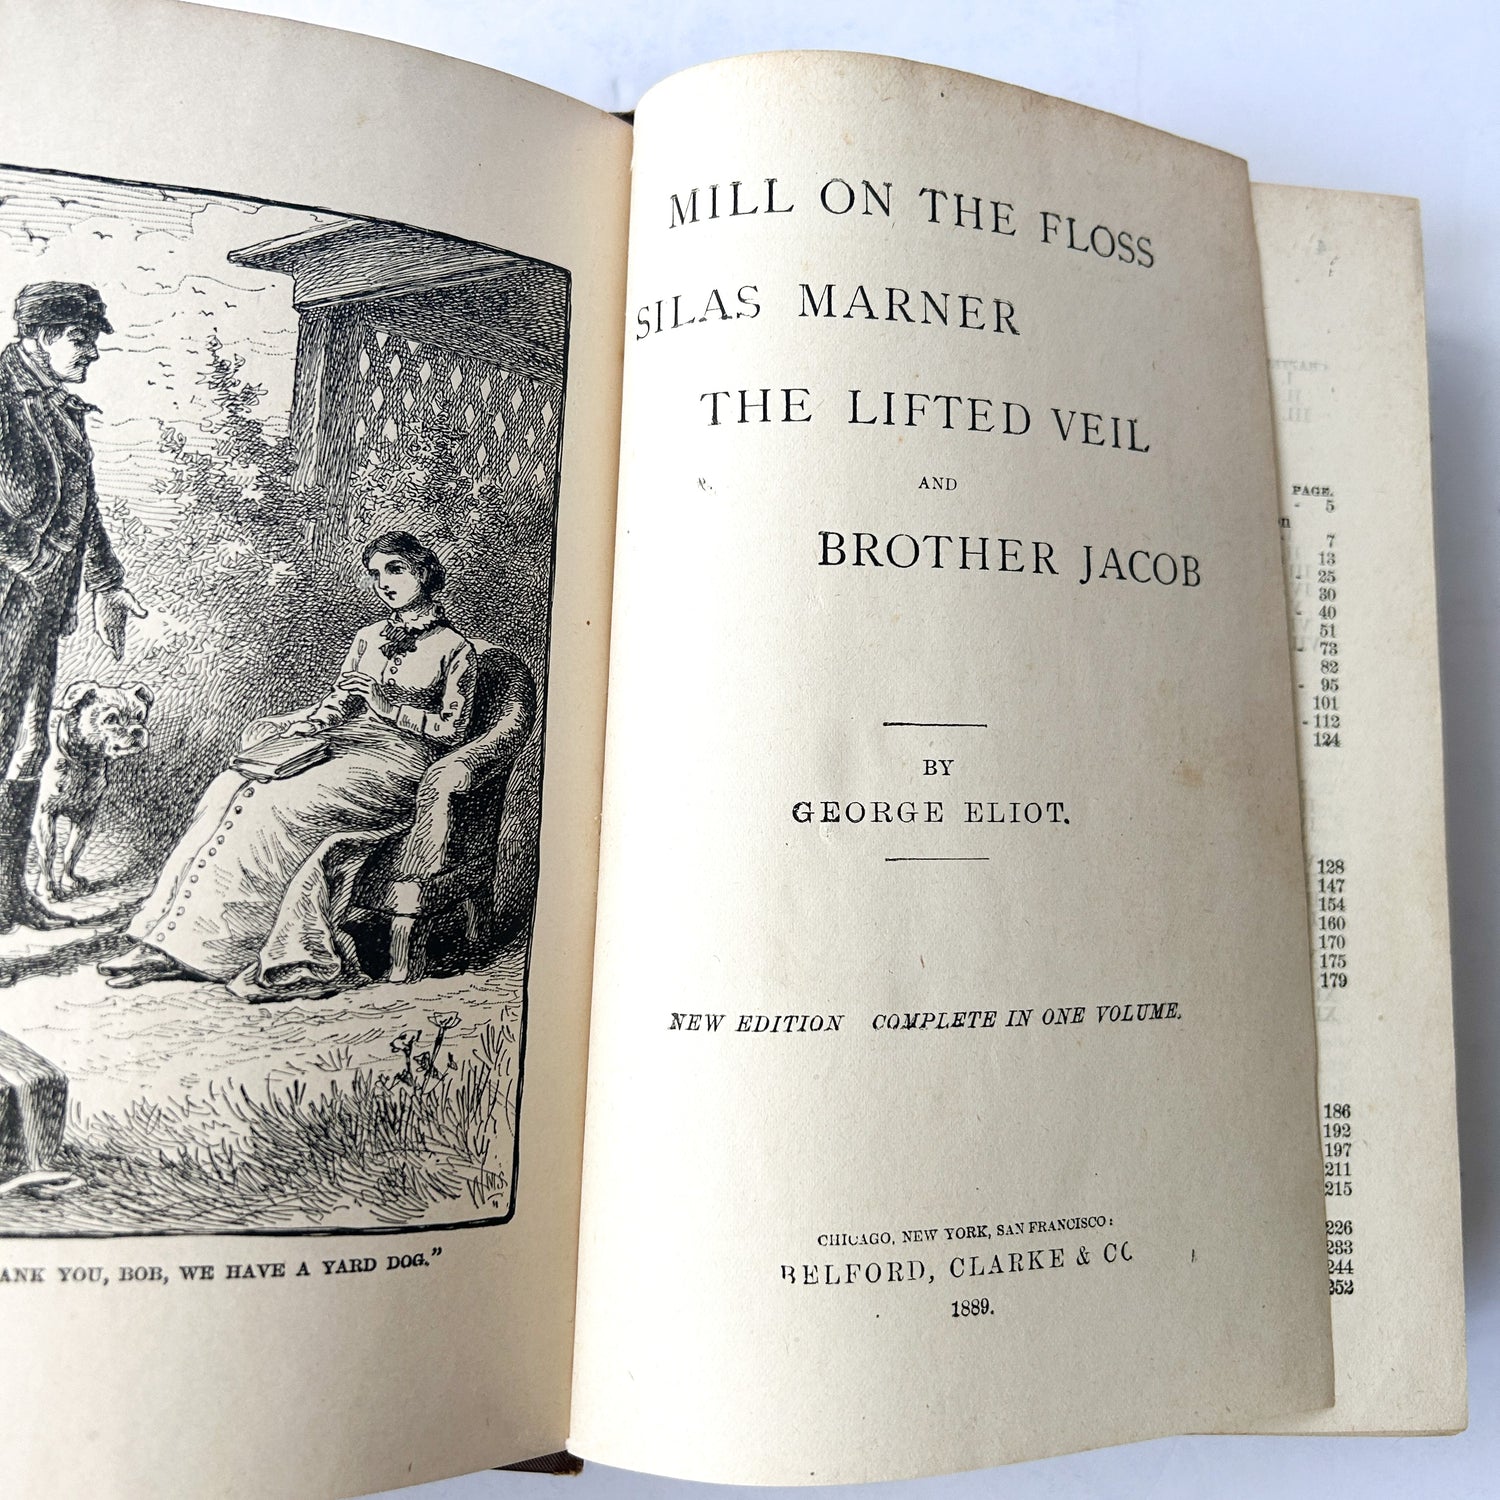 ANK YOU, BOB, WE HAVE A YARD DOG."
MILL ON THE FLOSS
SILAS MARNER
THE LIFTED VEIL
AND
BROTHER JACOB
BY
GEORGE ELIOT.
NEW EDITION COMPLETE IN ONE VOLUME.
CHICAGO, NEW YORK, SAN FRANCISCO:
BELFORD, CLARKE & CO
1889.
PAGE.
- 5
7
13
- 25
30
- 40
51
- 73
82
- 95
101
- 112
124
128
147
154
160
170
175
179
186
192
197
211
215
226
233
244
252